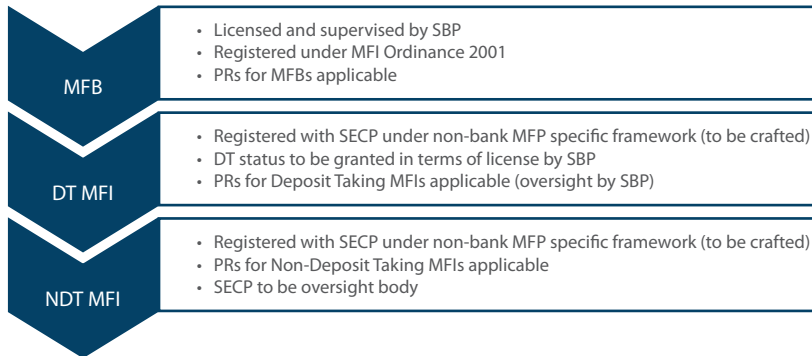 MFB
• Licensed and supervised by SBP
• Registered under MFI Ordinance 2001
• PRs for MFBs applicable
DT MFI
• Registered with SECP under non-bank MFP specific framework (to be crafted)
• DT status to be granted in terms of license by SBP
• PRs for Deposit Taking MFIs applicable (oversight by SBP)
NDT MFI
• Registered with SECP under non-bank MFP specific framework (to be crafted)
• PRs for Non-Deposit Taking MFIs applicable
• SECP to be oversight body